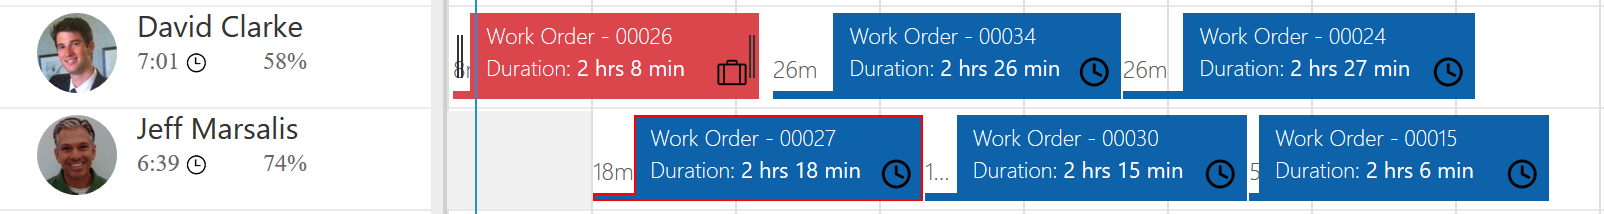 David Clarke
7:01 58%
Work Order - 00026
Duration: 2 hrs 8 min
26m
Work Order - 00034
Duration: 2 hrs 26 min
26m
Work Order - 00024
Duration: 2 hrs 27 min
Jeff Marsalis
6:39 74%
18m
Work Order - 00027
Duration: 2 hrs 18 min
1...
Work Order - 00030
Duration: 2 hrs 15 min
5
Work Order - 00015
Duration: 2 hrs 6 min